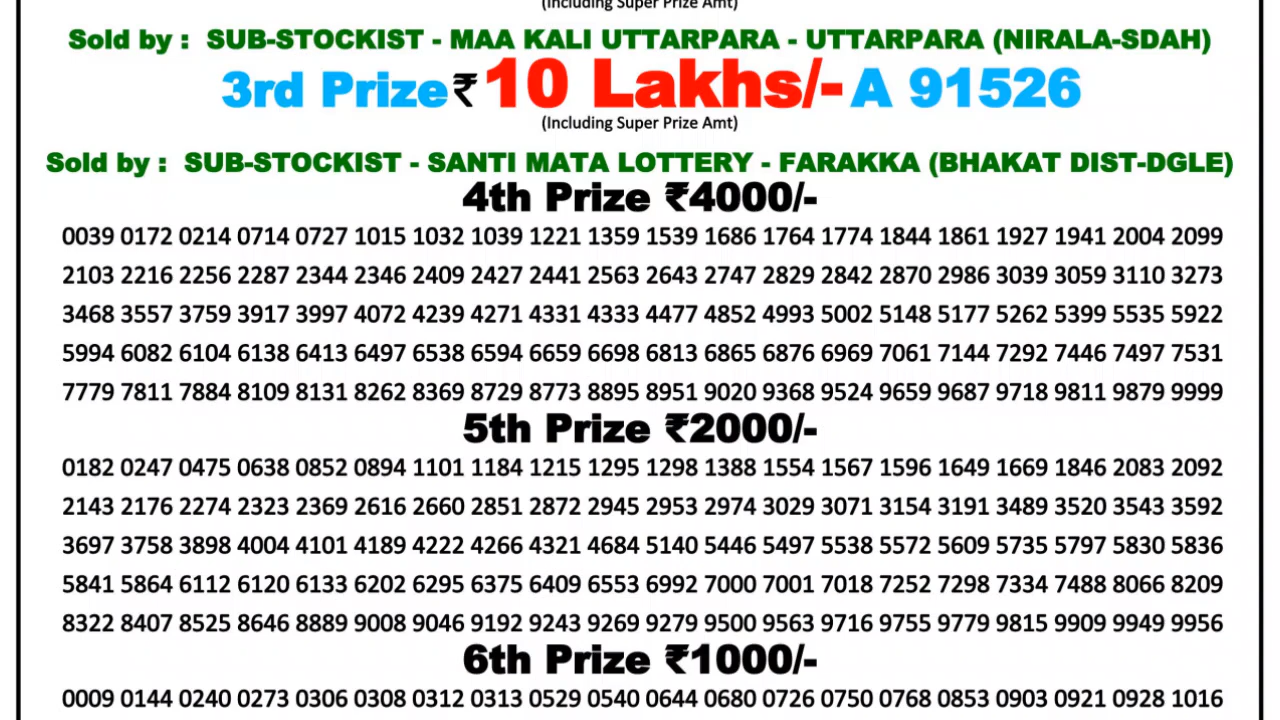 (Including Super Prize Amt)
Sold by : SUB-STOCKIST - MAA KALI UTTARPARA - UTTARPARA (NIRALA-SDAH)
3rd Prize ₹ 10 Lakhs/- A 91526
(Including Super Prize Amt)
Sold by : SUB-STOCKIST - SANTI MATA LOTTERY - FARAKKA (BHAKAT DIST-DGLE)
4th Prize ₹4000/-
0039 0172 0214 0714 0727 1015 1032 1039 1221 1359 1539 1686 1764 1774 1844 1861 1927 1941 2004 2099
2103 2216 2256 2287 2344 2346 2409 2427 2441 2563 2643 2747 2829 2842 2870 2986 3039 3059 3110 3273
3468 3557 3759 3917 3997 4072 4239 4271 4331 4333 4477 4852 4993 5002 5148 5177 5262 5399 5535 5922
5994 6082 6104 6138 6413 6497 6538 6594 6659 6698 6813 6865 6876 6969 7061 7144 7292 7446 7497 7531
7779 7811 7884 8109 8131 8262 8369 8729 8773 8895 8951 9020 9368 9524 9659 9687 9718 9811 9879 9999
5th Prize ₹2000/-
0182 0247 0475 0638 0852 0894 1101 1184 1215 1295 1298 1388 1554 1567 1596 1649 1669 1846 2083 2092
2143 2176 2274 2323 2369 2616 2660 2851 2872 2945 2953 2974 3029 3071 3154 3191 3489 3520 3543 3592
3697 3758 3898 4004 4101 4189 4222 4266 4321 4684 5140 5446 5497 5538 5572 5609 5735 5797 5830 5836
5841 5864 6112 6120 6133 6202 6295 6375 6409 6553 6992 7000 7001 7018 7252 7298 7334 7488 8066 8209
8322 8407 8525 8646 8889 9008 9046 9192 9243 9269 9279 9500 9563 9716 9755 9779 9815 9909 9949 9956
6th Prize ₹1000/-
0009 0144 0240 0273 0306 0308 0312 0313 0529 0540 0644 0680 0726 0750 0768 0853 0903 0921 0928 1016